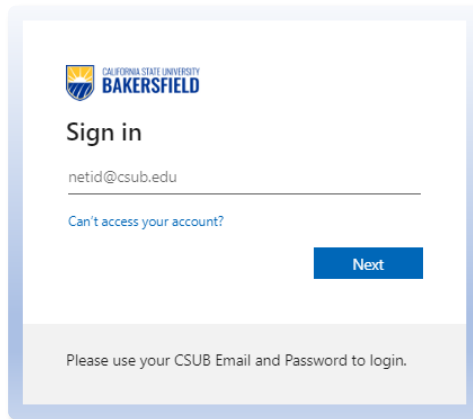 CALIFORNIA STATE UNIVERSITY
BAKERSFIELD
Sign in
netid@csub.edu
Can't access your account?
Next
Please use your CSUB Email and Password to login.